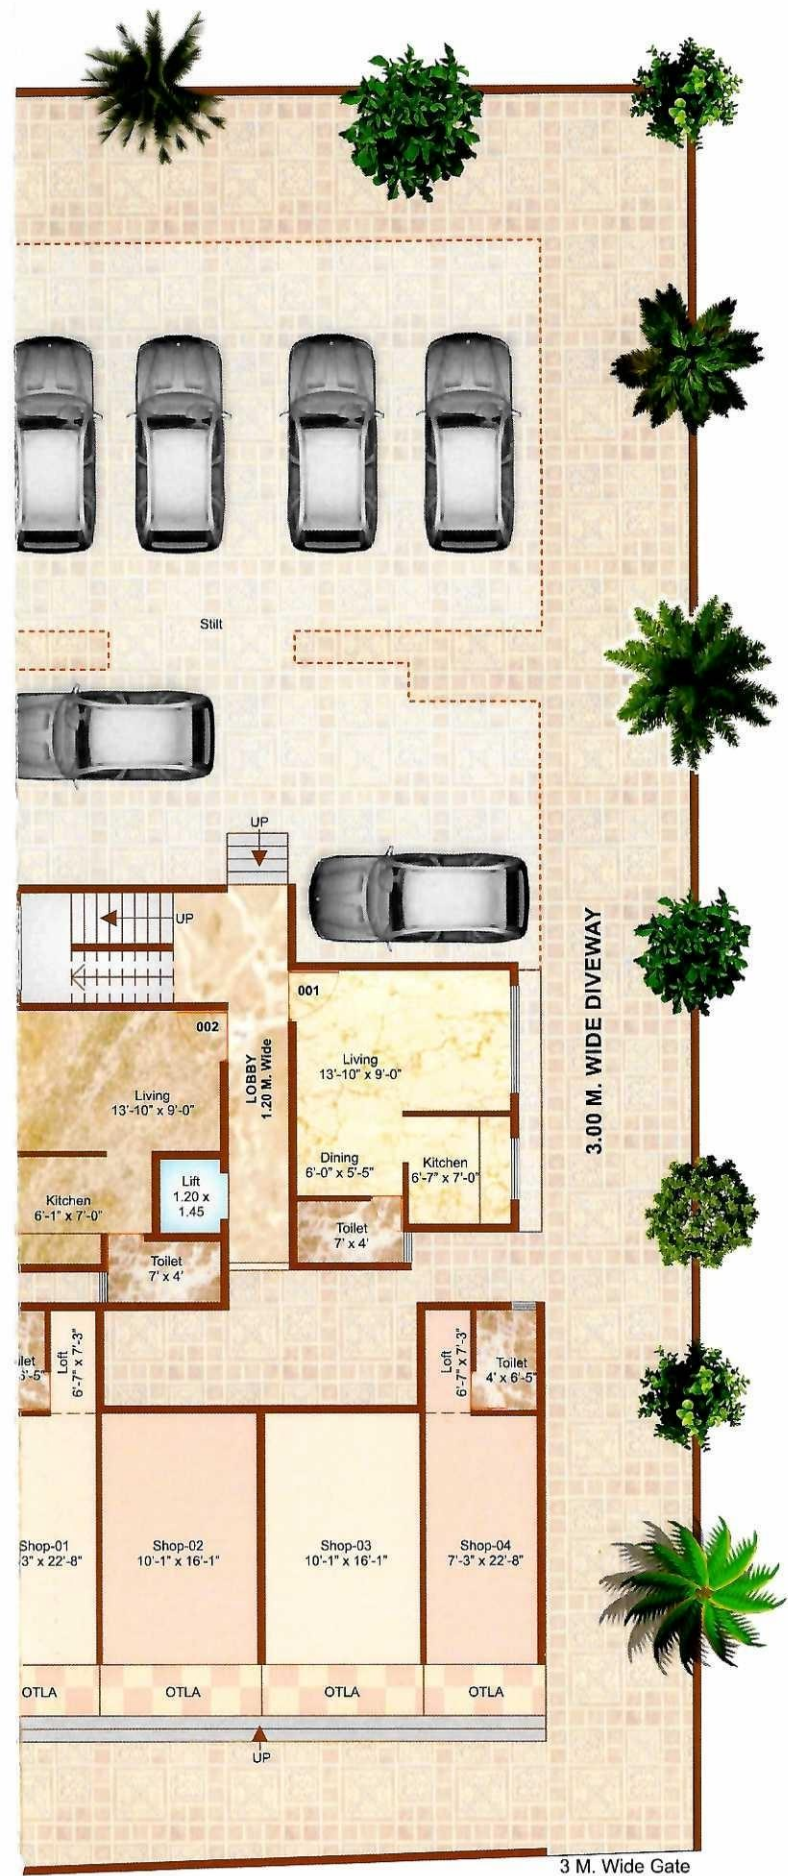 Stilt
UP
UP
001
002
Living
13'-10" x 9'-0"
LOBBY
1.20 M. Wide
Living
13'-10" x 9'-0"
3.00 M. WIDE DIVEWAY
Dining
6'-0" x 5'-5"
Kitchen
6'-7" x 7'-0"
Lift
1.20 x
1.45
Kitchen
6'-1" x 7'-0"
Toilet
7' x 4'
Toilet
7' x 4'
Loft
6'-7" x 7'-3"
Loft
6'-7" x 7'-3"
Toilet
4' x 6'-5"
Shop-01
3" x 22'-8"
Shop-02
10'-1" x 16'-1"
Shop-03
10'-1" x 16'-1"
Shop-04
7'-3" x 22'-8"
OTLA
OTLA
OTLA
OTLA
UP
3 M. Wide Gate